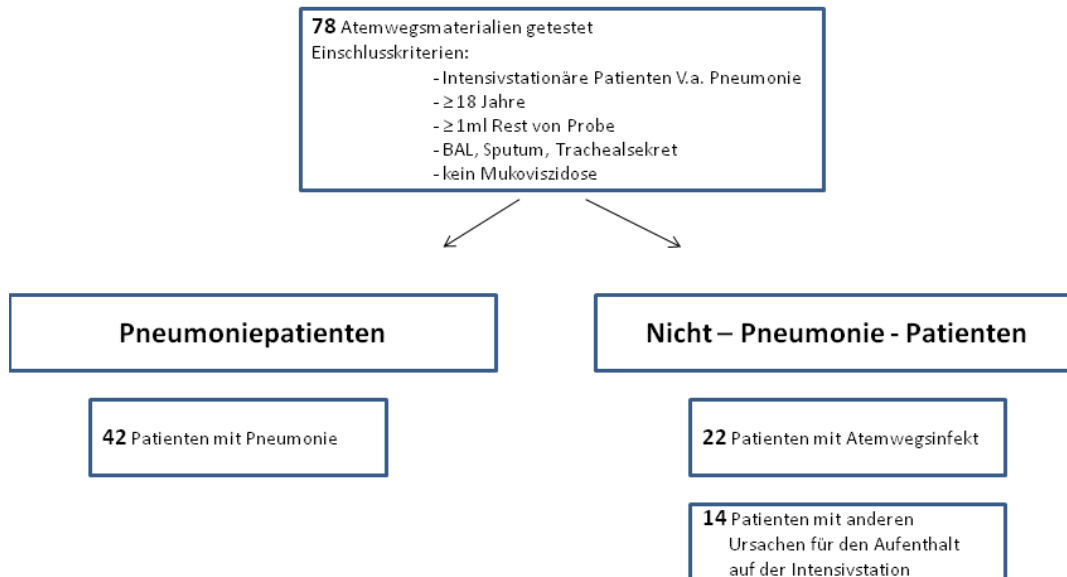 78 Atemwegsmaterialien getestet
Einschlusskriterien:
- Intensivstationäre Patienten V.a. Pneumonie
- ≥ 18 Jahre
- ≥ 1ml Rest von Probe
- BAL, Sputum, Trachealsekret
- kein Mukoviszidose
Pneumoniepatienten
Nicht – Pneumonie - Patienten
42 Patienten mit Pneumonie
22 Patienten mit Atemwegsinfekt
14 Patienten mit anderen
Ursachen für den Aufenthalt
auf der Intensivstation